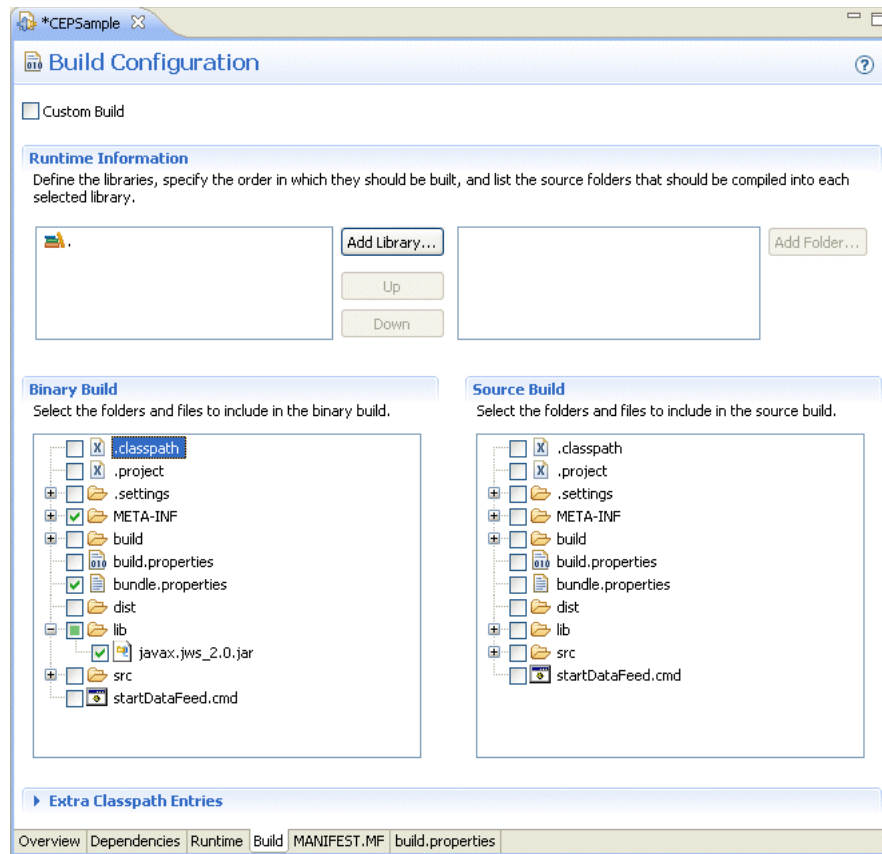 *CEPSample
Build Configuration
Custom Build
Runtime Information
Define the libraries, specify the order in which they should be built, and list the source folders that should be compiled into each
selected library.
.
Add Library...
Add Folder...
Up
Down
Binary Build
Select the folders and files to include in the binary build.
.classpath
.project
.settings
META-INF
build
build.properties
bundle.properties
dist
lib
javax.jws_2.0.jar
src
startDataFeed.cmd
Source Build
Select the folders and files to include in the source build.
.classpath
.project
.settings
META-INF
build
build.properties
bundle.properties
dist
lib
src
startDataFeed.cmd
Extra Classpath Entries
Overview Dependencies Runtime Build MANIFEST.MF build.properties